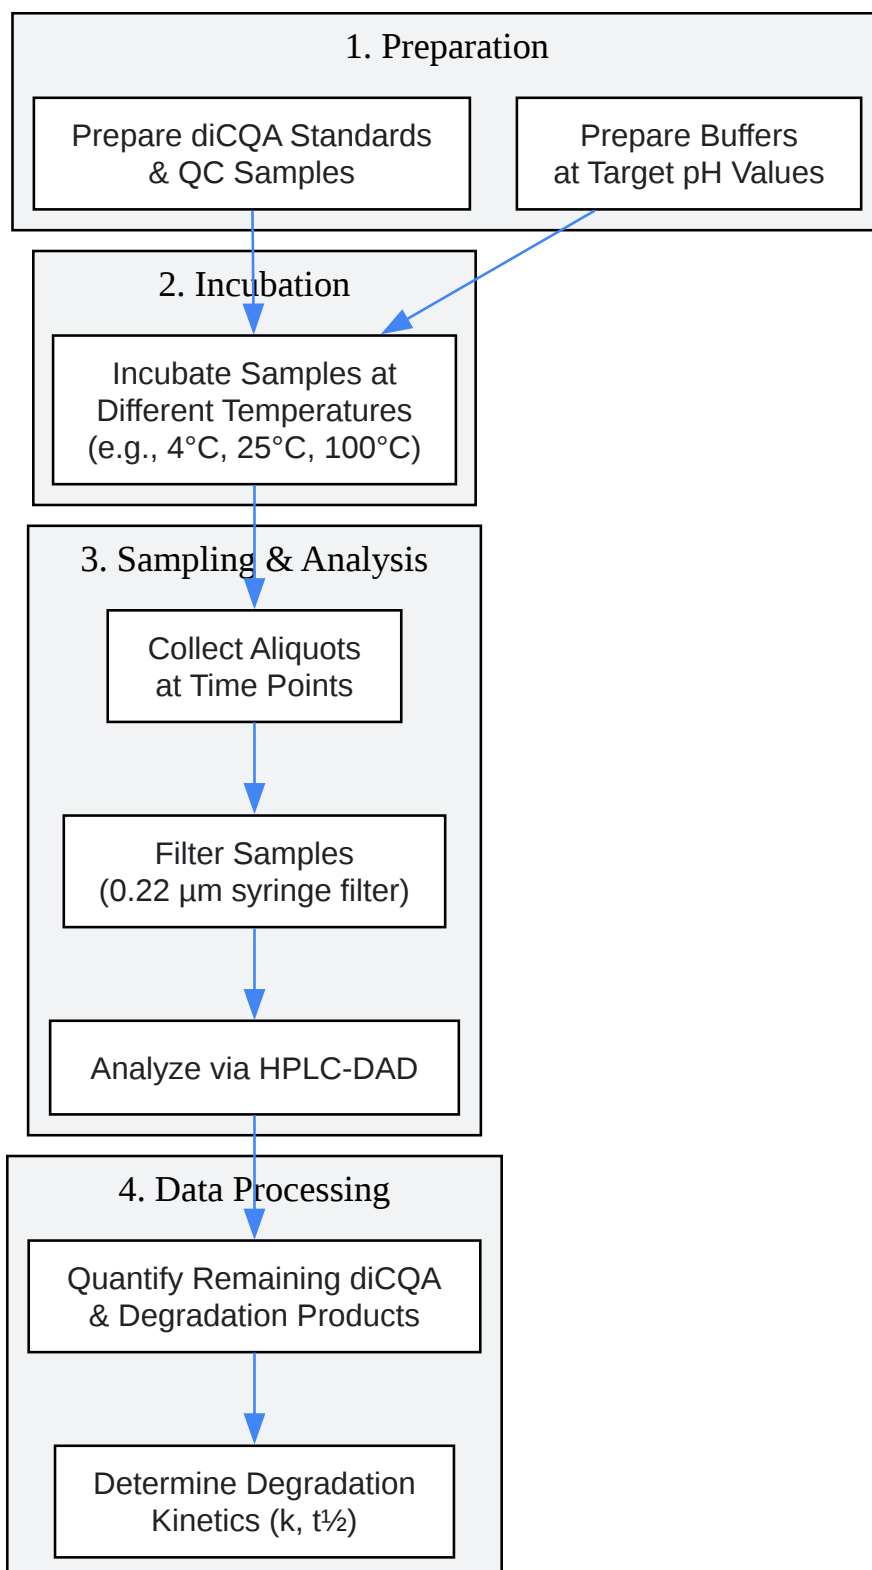 1. Preparation
Prepare diCQA Standards
& QC Samples
Prepare Buffers
at Target pH Values
2. Incubation
Incubate Samples at
Different Temperatures
(e.g., 4°C, 25°C, 100°C)
3. Sampling & Analysis
Collect Aliquots
at Time Points
Filter Samples
(0.22 µm syringe filter)
Analyze via HPLC-DAD
4. Data Processing
Quantify Remaining diCQA
& Degradation Products
Determine Degradation
Kinetics (k, t½)